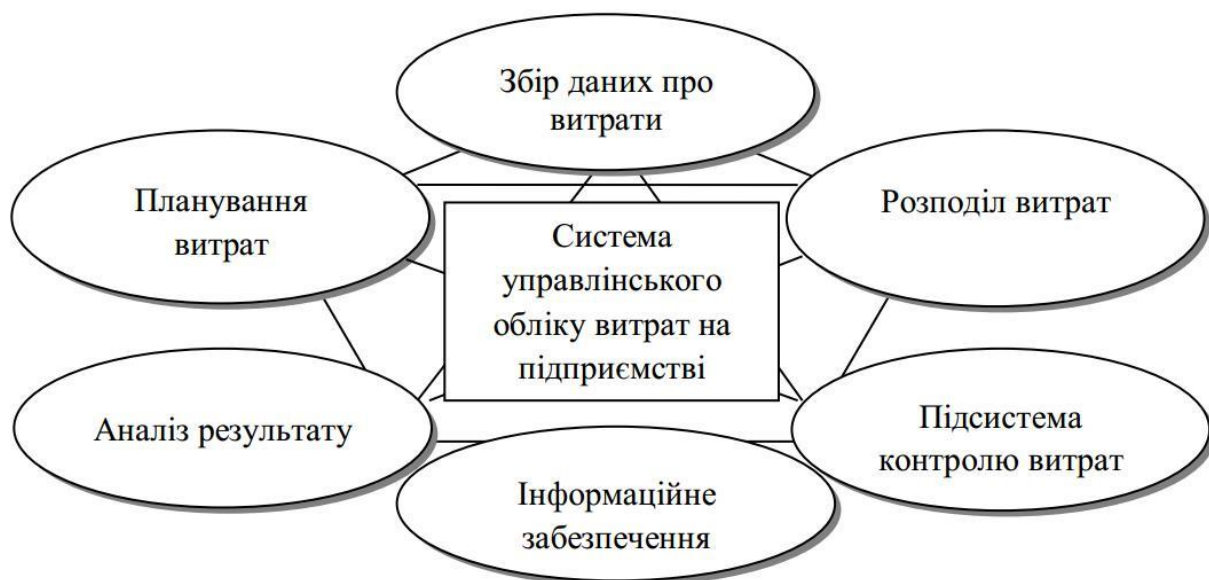 Збір даних про
витрати
Планування
витрат
Розподіл витрат
Система
управлінського
обліку витрат на
підприємстві
Аналіз результату
Підсистема
контролю витрат
Інформаційне
забезпечення